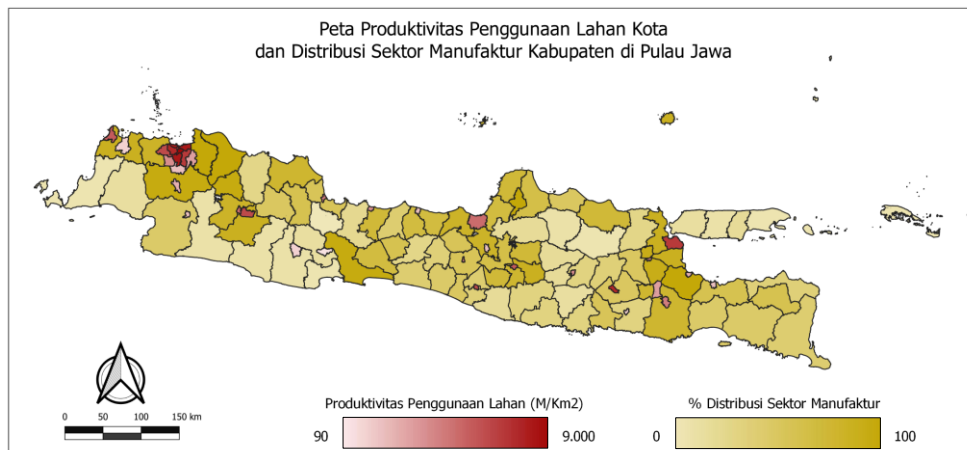 Peta Produktivitas Penggunaan Lahan Kota
dan Distribusi Sektor Manufaktur Kabupaten di Pulau Jawa
0 50 100 150 km
Produktivitas Penggunaan Lahan (M/Km2)
90 9.000
% Distribusi Sektor Manufaktur
0 100